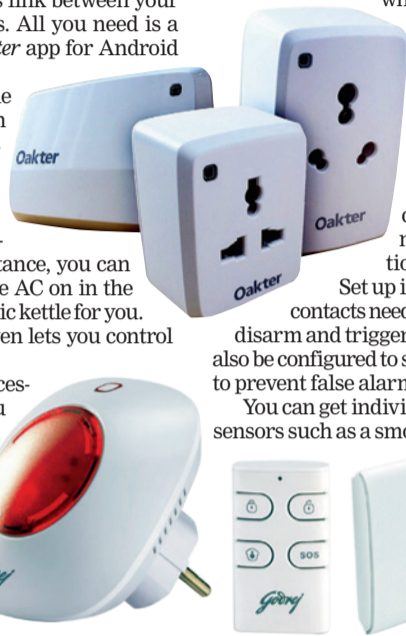 link between your
s. All you need is a
ter app for Android
Oakter
Oakter
Oakter
tance, you can
e AC on in the
ic kettle for you.
en lets you control
ces-
u
Set up i
contacts need
disarm and trigger
also be configured to s
to prevent false alarm
You can get indivi
sensors such as a smo
SOS
Godrej